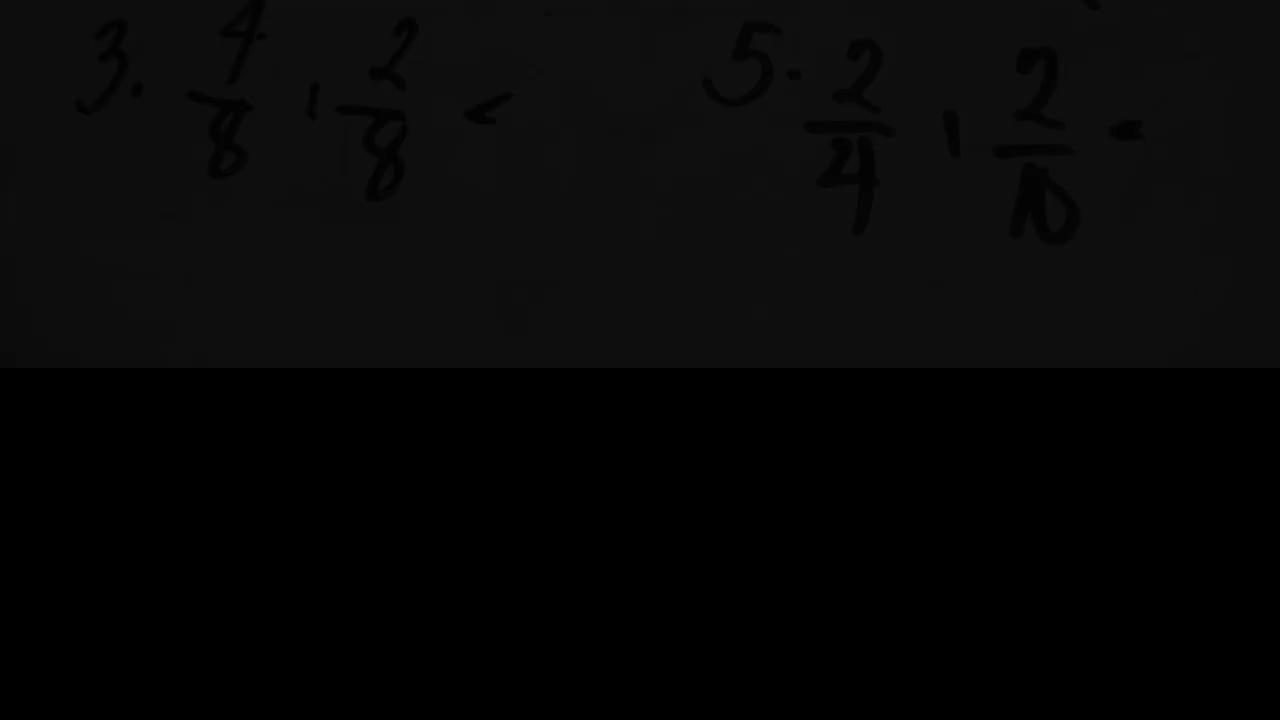 3. 4/8 , 2/8 <
5. 2/4 , 2/10 =